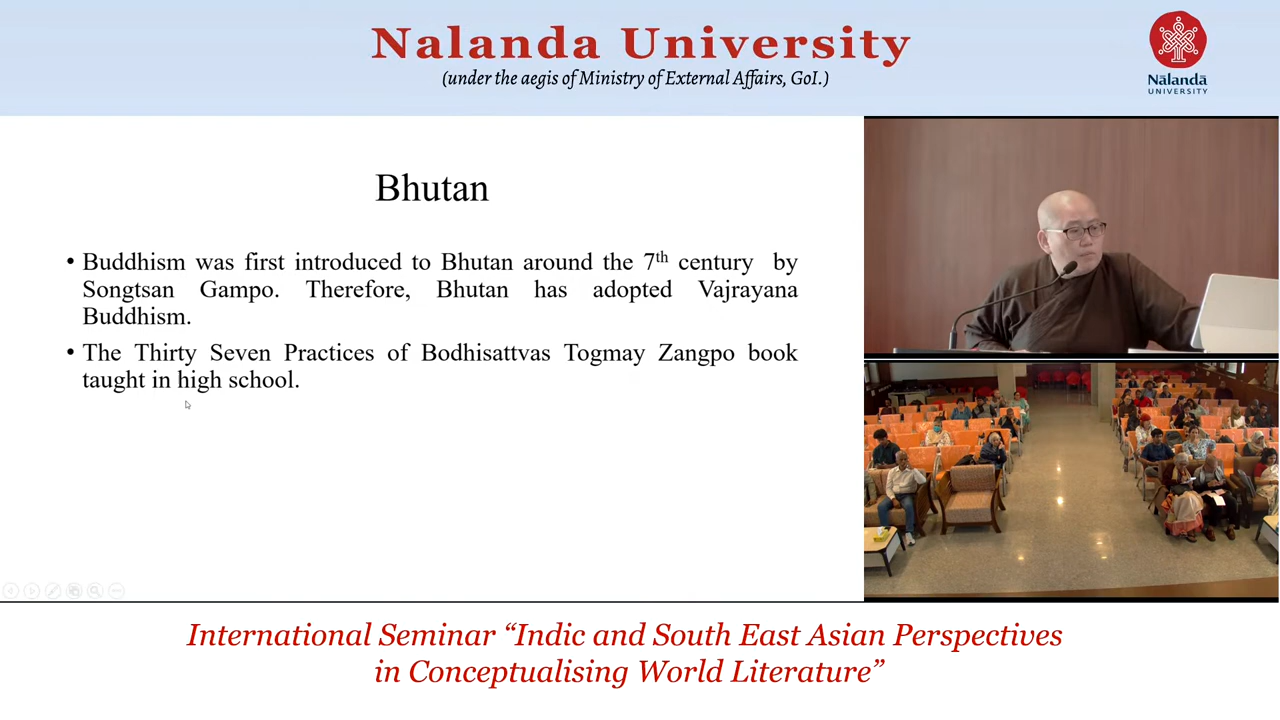 Nalanda University
(under the aegis of Ministry of External Affairs, GoI.)
Nālandā
UNIVERSITY
Bhutan
• Buddhism was first introduced to Bhutan around the 7th century by
Songtsan Gampo. Therefore, Bhutan has adopted Vajrayana
Buddhism.
• The Thirty Seven Practices of Bodhisattvas Togmay Zangpo book
taught in high school.
International Seminar “Indic and South East Asian Perspectives
in Conceptualising World Literature”